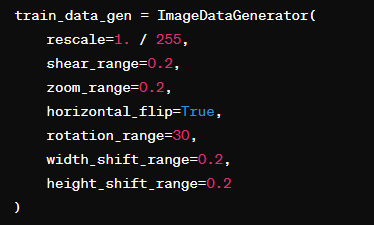 train_data_gen = ImageDataGenerator(
    rescale=1. / 255,
    shear_range=0.2,
    zoom_range=0.2,
    horizontal_flip=True,
    rotation_range=30,
    width_shift_range=0.2,
    height_shift_range=0.2
)